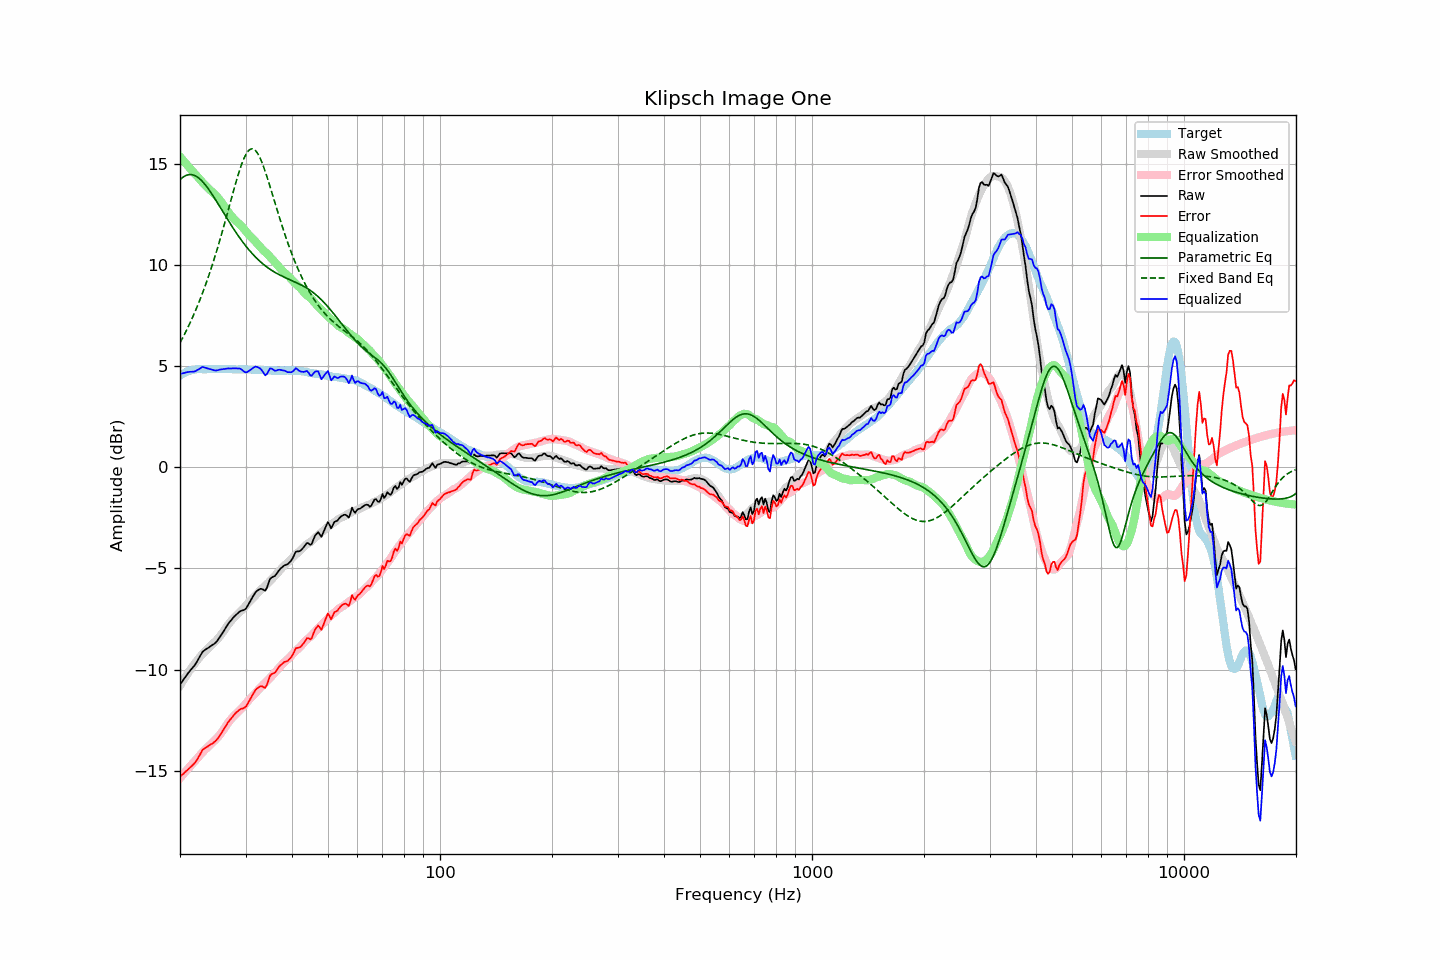 Klipsch Image One
Target
Raw Smoothed
Error Smoothed
Raw
Error
Equalization
Parametric Eq
Fixed Band Eq
Equalized
15
10
5
0
−5
−10
−15
Amplitude (dBr)
100
1000
10000
Frequency (Hz)